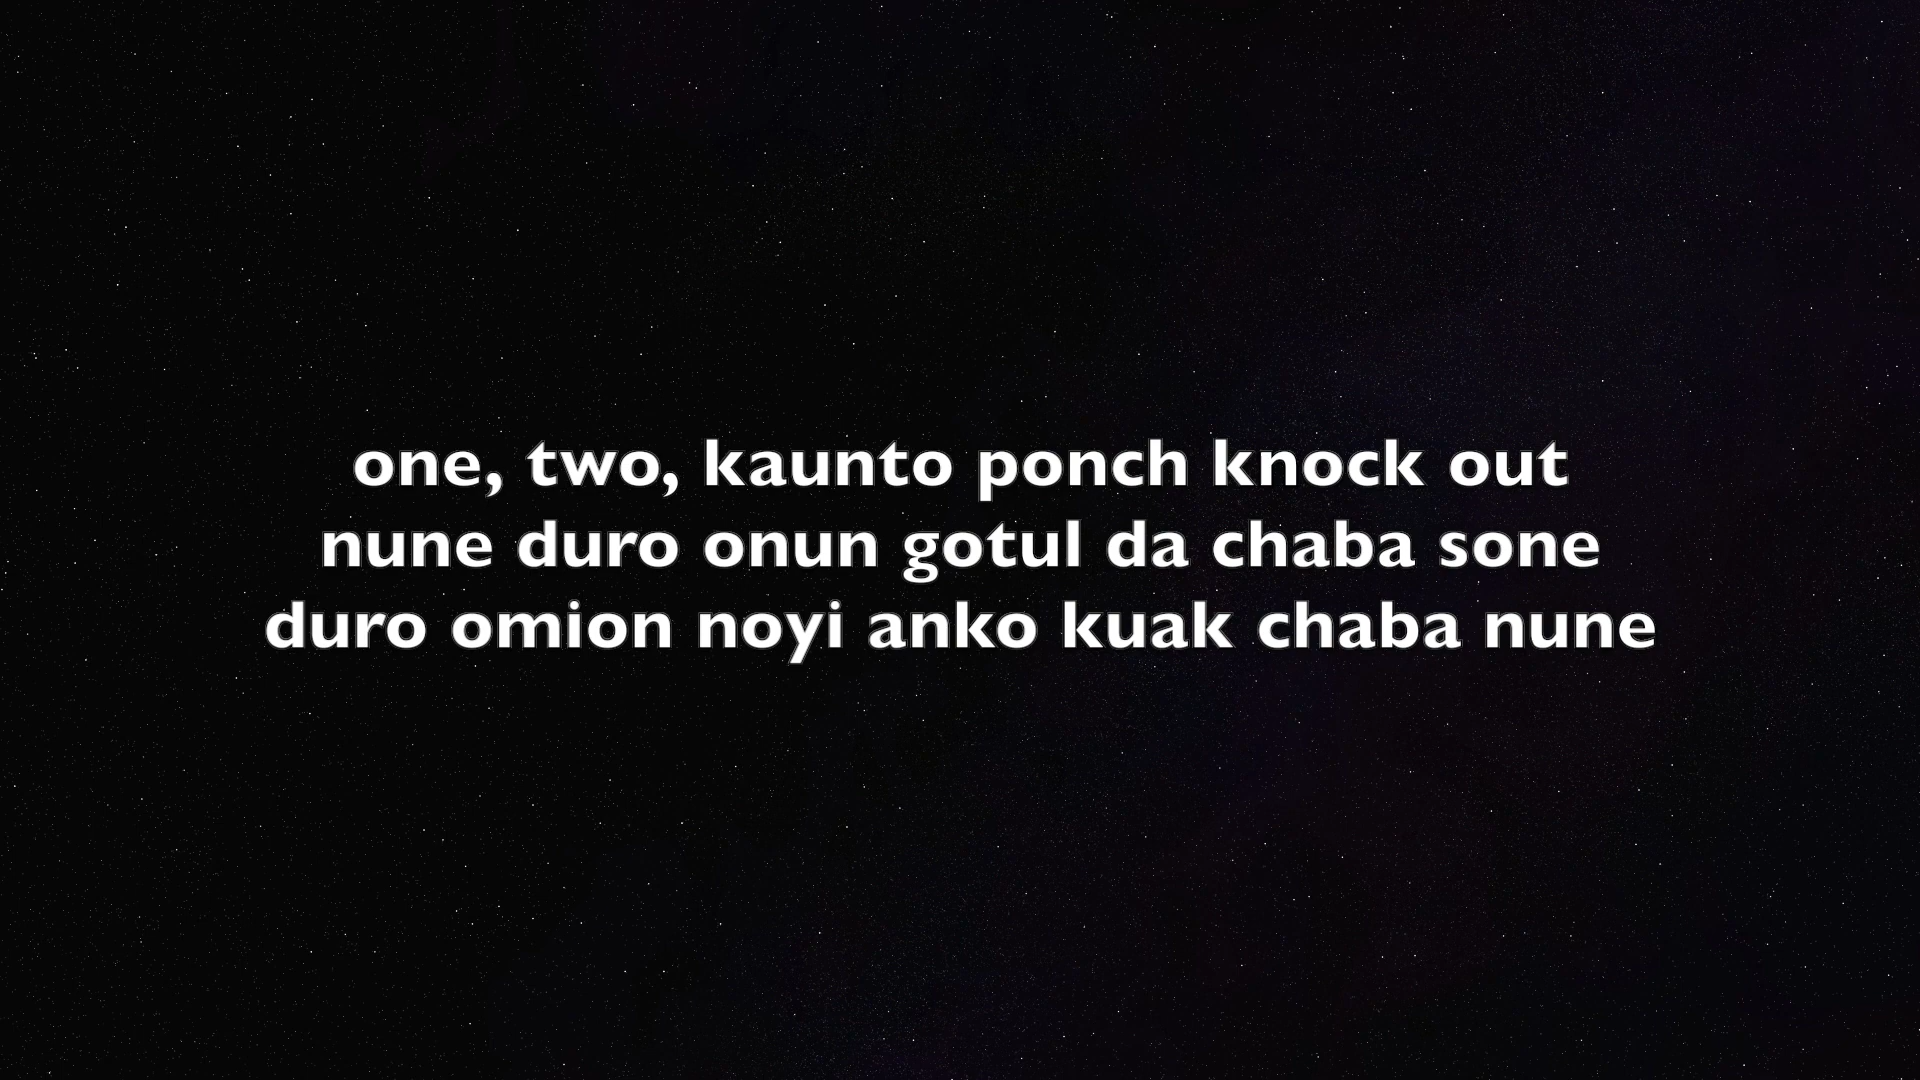 one, two, kaunto ponch knock out
nune duro onun gotul da chaba sone
duro omion noyi anko kuak chaba nune